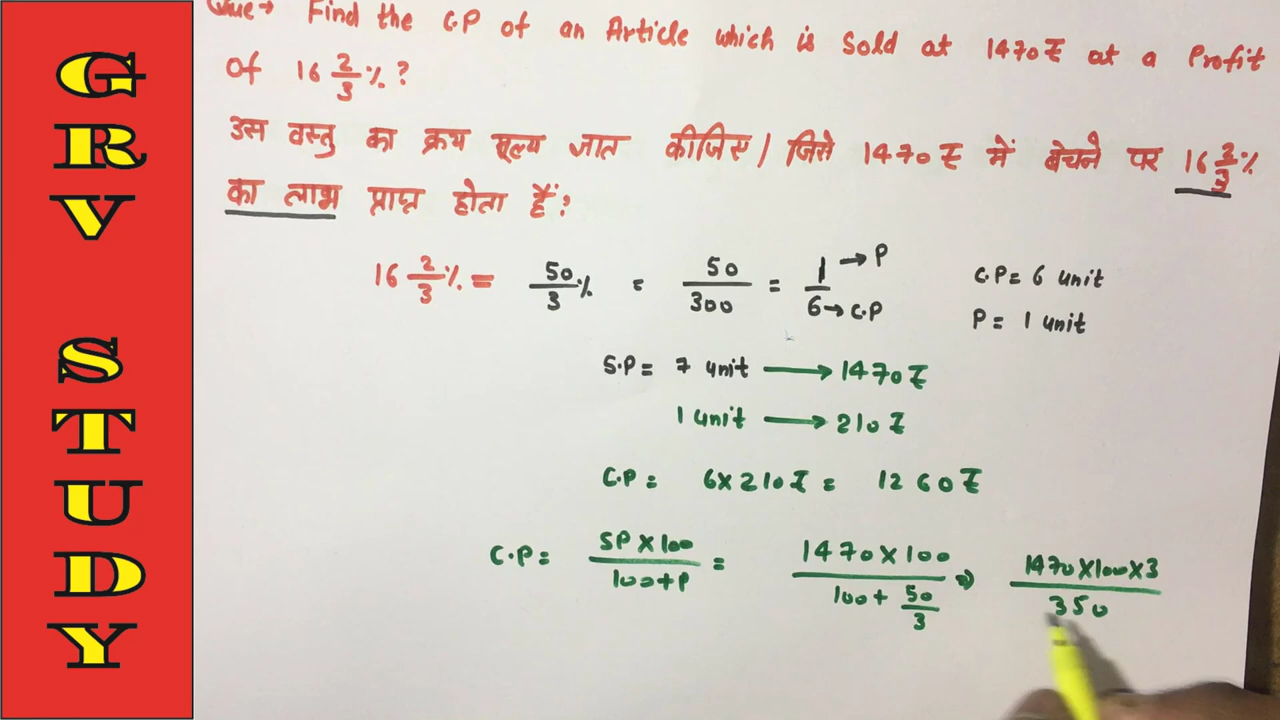 GRV STUDY
Que→ Find the C.P of an Article which is sold at 1470₹ at a Profit
of 16 2/3 %?
उस वस्तु का क्रय मूल्य ज्ञात कीजिए / जिसे 1470₹ में बेचने पर 16 2/3 %
का लाभ प्राप्त होता हैं?
16 2/3 % = 50/3 % = 50/300 = 1/6 →P →C.P
C.P= 6 unit
P= 1 unit
S.P= 7 unit → 1470₹
1 unit → 210₹
C.P = 6×210₹ = 1260₹
C.P= SP×100 / 100+P = 1470×100 / 100+ 50/3 ⇒ 1470×100×3 / 350